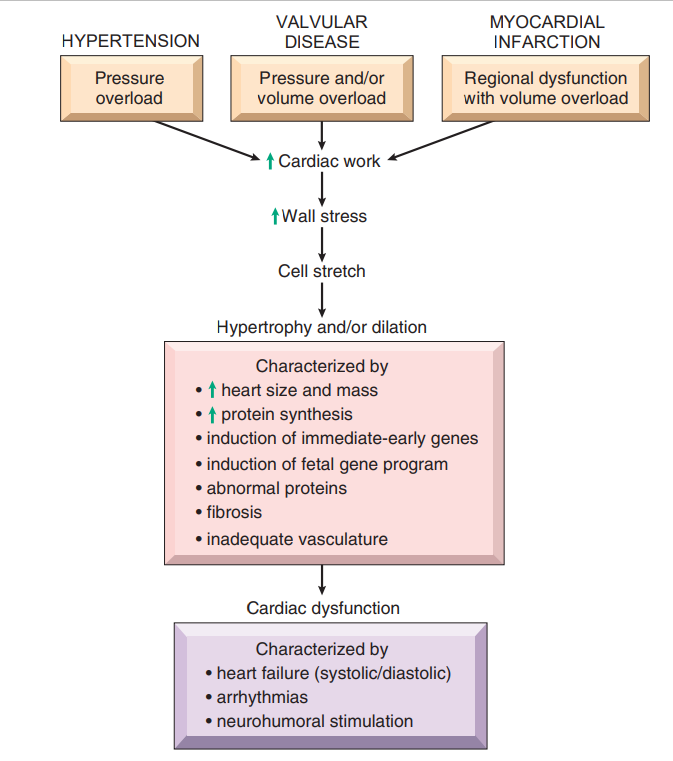 HYPERTENSION
VALVULAR
DISEASE
MYOCARDIAL
INFARCTION
Pressure
overload
Pressure and/or
volume overload
Regional dysfunction
with volume overload
↑ Cardiac work
↑ Wall stress
Cell stretch
Hypertrophy and/or dilation
Characterized by
• ↑ heart size and mass
• ↑ protein synthesis
• induction of immediate-early genes
• induction of fetal gene program
• abnormal proteins
• fibrosis
• inadequate vasculature
Cardiac dysfunction
Characterized by
• heart failure (systolic/diastolic)
• arrhythmias
• neurohumoral stimulation